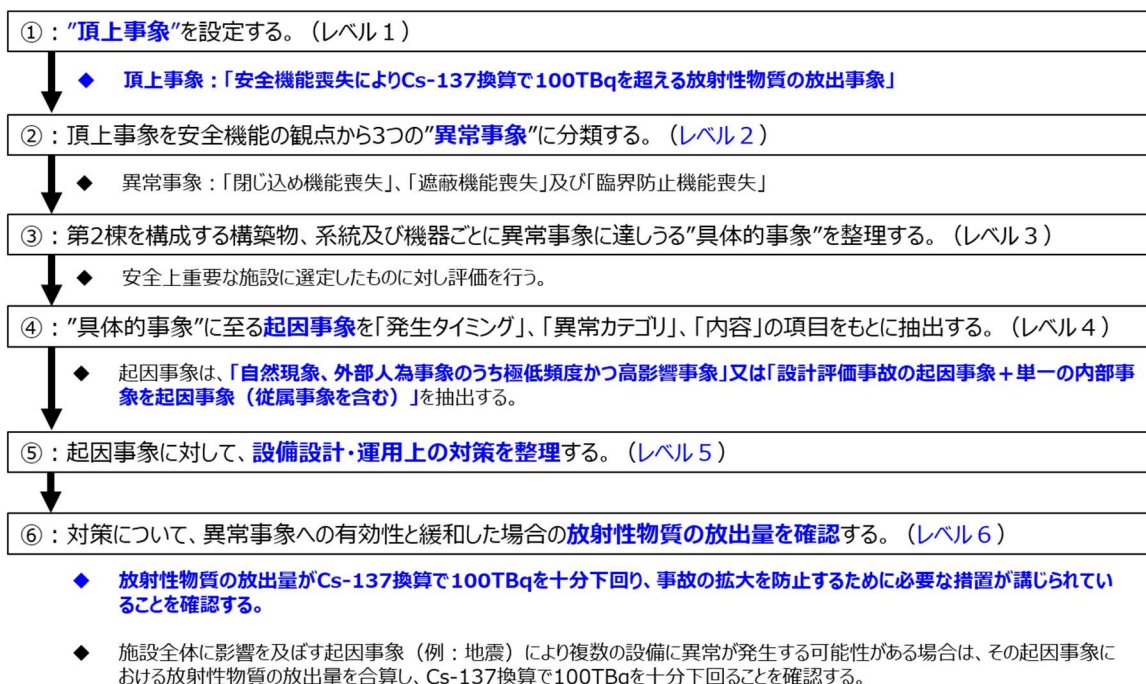 ①：”頂上事象”を設定する。（レベル１）
◆ 頂上事象：「安全機能喪失によりCs-137換算で100TBqを超える放射性物質の放出事象」
②：頂上事象を安全機能の観点から3つの”異常事象”に分類する。（レベル２）
◆ 異常事象：「閉じ込め機能喪失」、「遮蔽機能喪失」及び「臨界防止機能喪失」
③：第2棟を構成する構築物、系統及び機器ごとに異常事象に達しうる”具体的事象”を整理する。（レベル３）
◆ 安全上重要な施設に選定したものに対し評価を行う。
④：”具体的事象”に至る起因事象を「発生タイミング」、「異常カテゴリ」、「内容」の項目をもとに抽出する。（レベル４）
◆ 起因事象は、「自然現象、外部人為事象のうち極低頻度かつ高影響事象」又は「設計評価事故の起因事象＋単一の内部事
象を起因事象（従属事象を含む）」を抽出する。
⑤：起因事象に対して、設備設計・運用上の対策を整理する。（レベル５）
⑥：対策について、異常事象への有効性と緩和した場合の放射性物質の放出量を確認する。（レベル６）
◆ 放射性物質の放出量がCs-137換算で100TBqを十分下回り、事故の拡大を防止するために必要な措置が講じられてい
ることを確認する。
◆ 施設全体に影響を及ぼす起因事象（例：地震）により複数の設備に異常が発生する可能性がある場合は、その起因事象に
おける放射性物質の放出量を合算し、Cs-137換算で100TBqを十分下回ることを確認する。